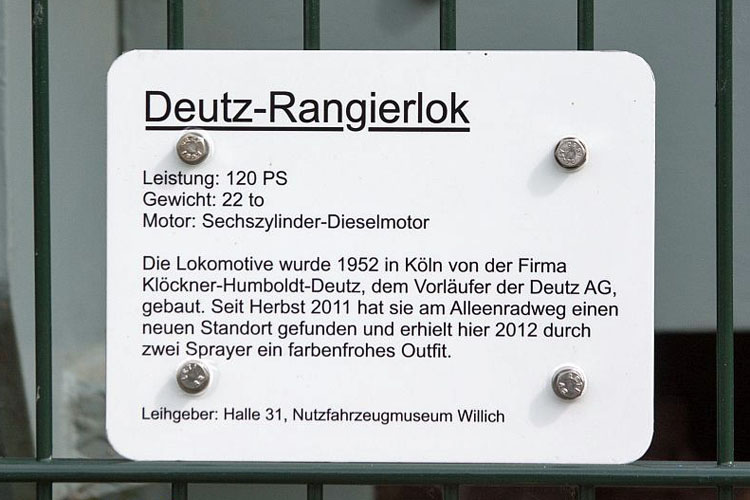 Deutz-Rangierlok
Leistung: 120 PS
Gewicht: 22 to
Motor: Sechszylinder-Dieselmotor
Die Lokomotive wurde 1952 in Köln von der Firma
Klöckner-Humboldt-Deutz, dem Vorläufer der Deutz AG,
gebaut. Seit Herbst 2011 hat sie am Alleenradweg einen
neuen Standort gefunden und erhielt hier 2012 durch
zwei Sprayer ein farbenfrohes Outfit.
Leihgeber: Halle 31, Nutzfahrzeugmuseum Willich